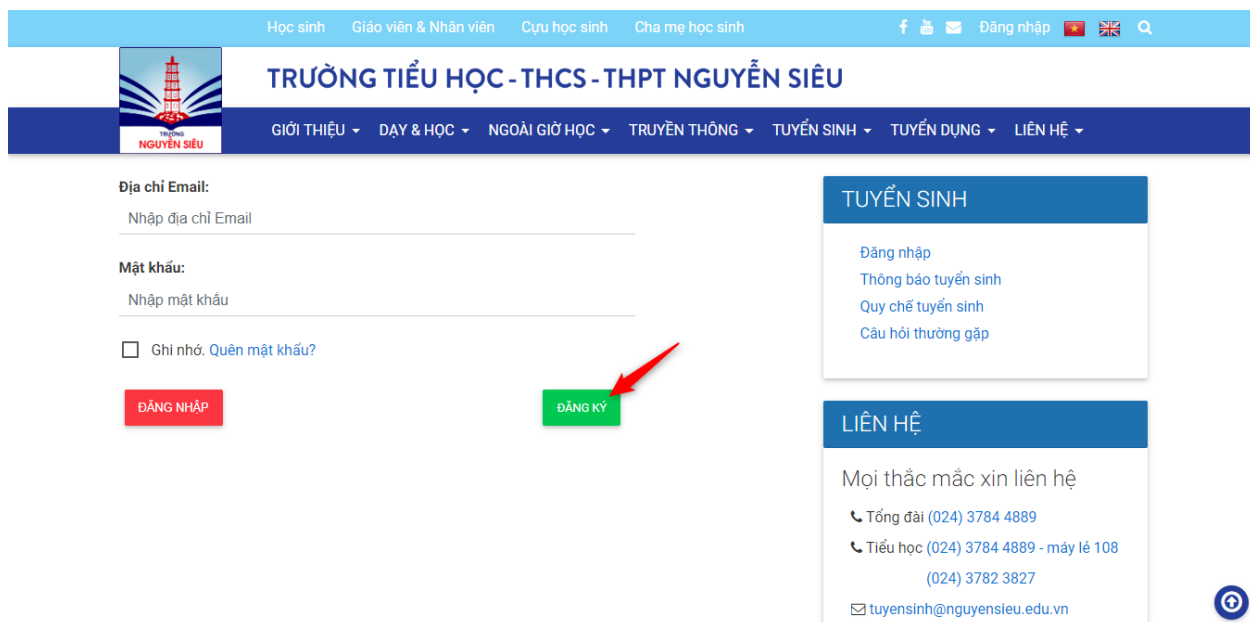 Học sinh Giáo viên & Nhân viên Cựu học sinh Cha mẹ học sinh Đăng nhập
TRƯỜNG TIỂU HỌC - THCS - THPT NGUYỄN SIÊU
TRƯỜNG
NGUYỄN SIÊU
GIỚI THIỆU DẠY & HỌC NGOÀI GIỜ HỌC TRUYỀN THÔNG TUYỂN SINH TUYỂN DỤNG LIÊN HỆ
Địa chỉ Email:
Nhập địa chỉ Email
Mật khẩu:
Nhập mật khẩu
Ghi nhớ. Quên mật khẩu?
ĐĂNG NHẬP ĐĂNG KÝ
TUYỂN SINH
Đăng nhập
Thông báo tuyển sinh
Quy chế tuyển sinh
Câu hỏi thường gặp
LIÊN HỆ
Mọi thắc mắc xin liên hệ
Tổng đài (024) 3784 4889
Tiểu học (024) 3784 4889 - máy lẻ 108
(024) 3782 3827
tuyensinh@nguyensieu.edu.vn